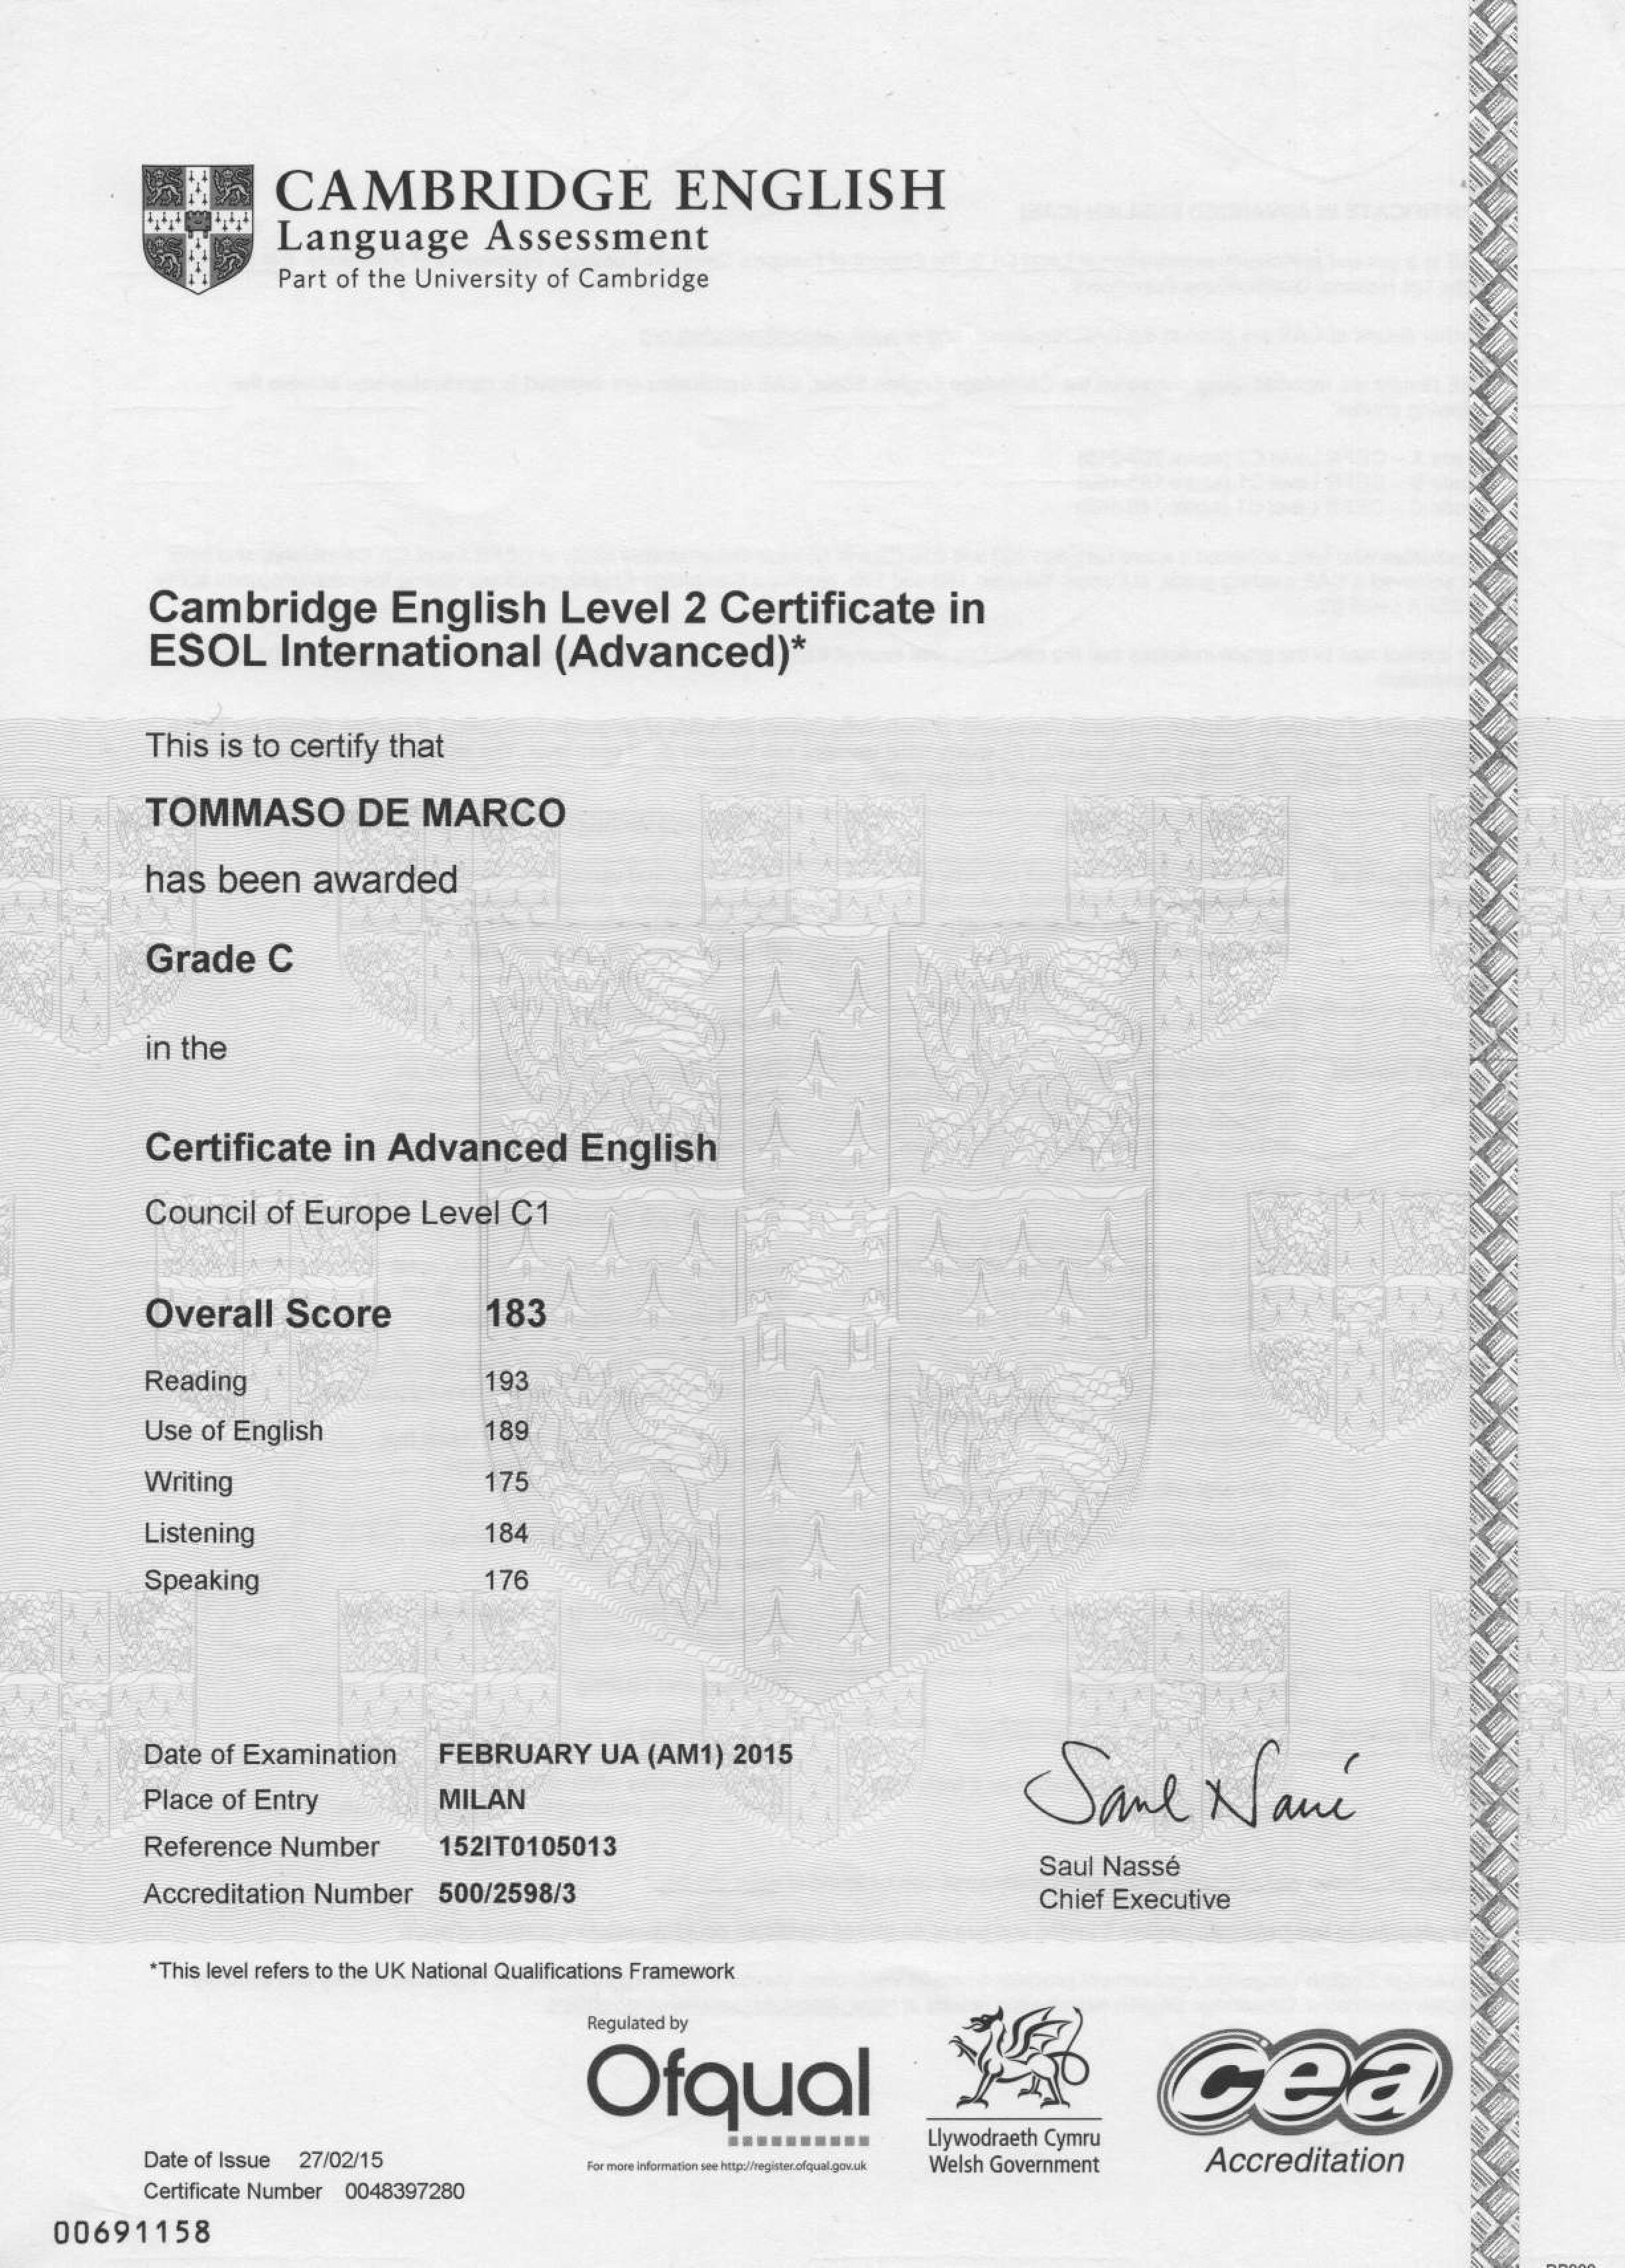 CAMBRIDGE ENGLISH
Language Assessment
Part of the University of Cambridge
Cambridge English Level 2 Certificate in
ESOL International (Advanced)*
This is to certify that
TOMMASO DE MARCO
has been awarded
Grade C
in the
Certificate in Advanced English
Council of Europe Level C1
Overall Score 183
Reading 193
Use of English 189
Writing 175
Listening 184
Speaking 176
Date of Examination FEBRUARY UA (AM1) 2015
Place of Entry MILAN
Reference Number 152IT0105013
Accreditation Number 500/2598/3
Saul Nassé
Saul Nassé
Chief Executive
*This level refers to the UK National Qualifications Framework
Regulated by
Ofqual
For more information see http://register.ofqual.gov.uk
Llywodraeth Cymru
Welsh Government
cea
Accreditation
Date of Issue 27/02/15
Certificate Number 0048397280
00691158